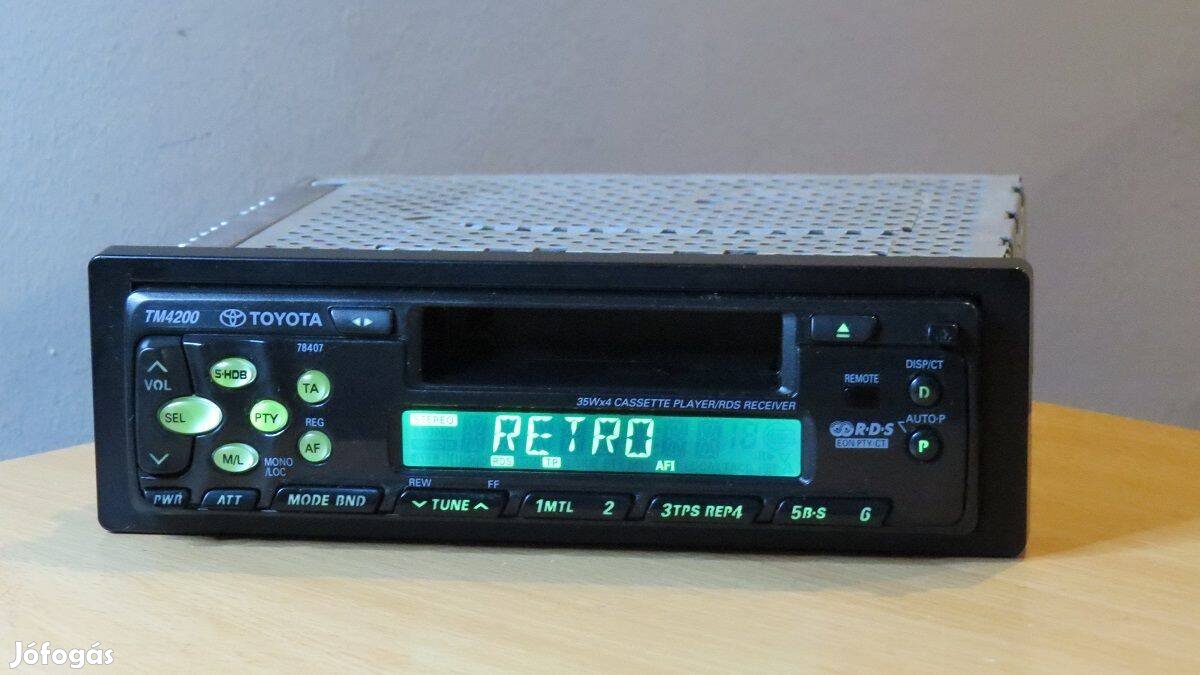 TM4200 TOYOTA
78407
VOL
S·HDB
TA
SEL
PTY
REG
AF
M/L
MONO
/LOC
PWR
ATT
MODE BND
REW FF
TUNE
1MTL 2
3TPS REP4
5B·S 6
35Wx4 CASSETTE PLAYER/RDS RECEIVER
STEREO
RETRO
RDS TP AFI
REMOTE
DISP/CT
D
R·D·S
EON PTY CT
AUTO·P
P
Jófogás